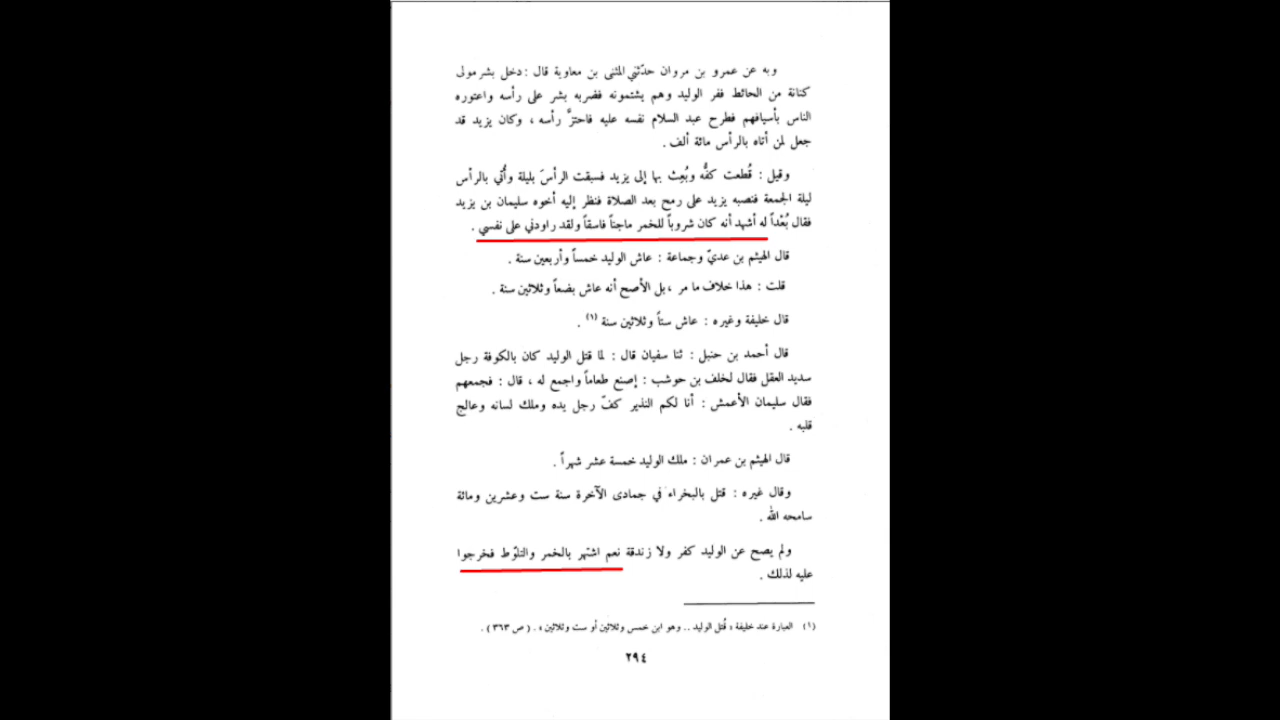 وبه عن عمرو بن مروان حدّثني المثنى بن معاوية قال : دخل بشر مولى
كنانة من الحائط ففر الوليد وهم يشتمونه فضربه بشر على رأسه واعتوره
الناس بأسيافهم فطرح عبد السلام نفسه عليه فاحتزَّ رأسه ، وكان يزيد قد
جعل لمن أتاه بالرأس مائة ألف .
وقيل : قُطعت كفُّه وبُعِث بها إلى يزيد فسبقت الرأسَ بليلة وأُتي بالرأس
ليلة الجمعة فنصبه يزيد على رمح بعد الصلاة فنظر إليه أخوه سليمان بن يزيد
فقال بُعْداً له أشهد أنه كان شروباً للخمر ماجناً فاسقاً ولقد راودني على نفسي .
قال الهيثم بن عديّ وجماعة : عاش الوليد خمساً وأربعين سنة .
قلت : هذا خلاف ما مر ، بل الأصح أنه عاش بضعاً وثلاثين سنة .
قال خليفة وغيره : عاش ستاً وثلاثين سنة (١) .
قال أحمد بن حنبل : ثنا سفيان قال : لما قتل الوليد كان بالكوفة رجل
سديد العقل فقال لخلف بن حوشب : إصنع طعاماً واجمع له ، قال : فجمعهم
فقال سليمان الأعمش : أنا لكم النذير كفّ رجل يده وملك لسانه وعالج
قلبه .
قال الهيثم بن عمران : ملك الوليد خمسة عشر شهراً .
وقال غيره : قتل بالبخراء في جمادى الآخرة سنة ست وعشرين ومائة
سامحه الله .
ولم يصح عن الوليد كفر ولا زندقة نعم اشتهر بالخمر والتلوّط فخرجوا
عليه لذلك .
(١) العبارة عند خليفة « قُتل الوليد .. وهو ابن خمس وثلاثين أو ست وثلاثين » . ( ص ٣٦٣ ) .
٢٩٤